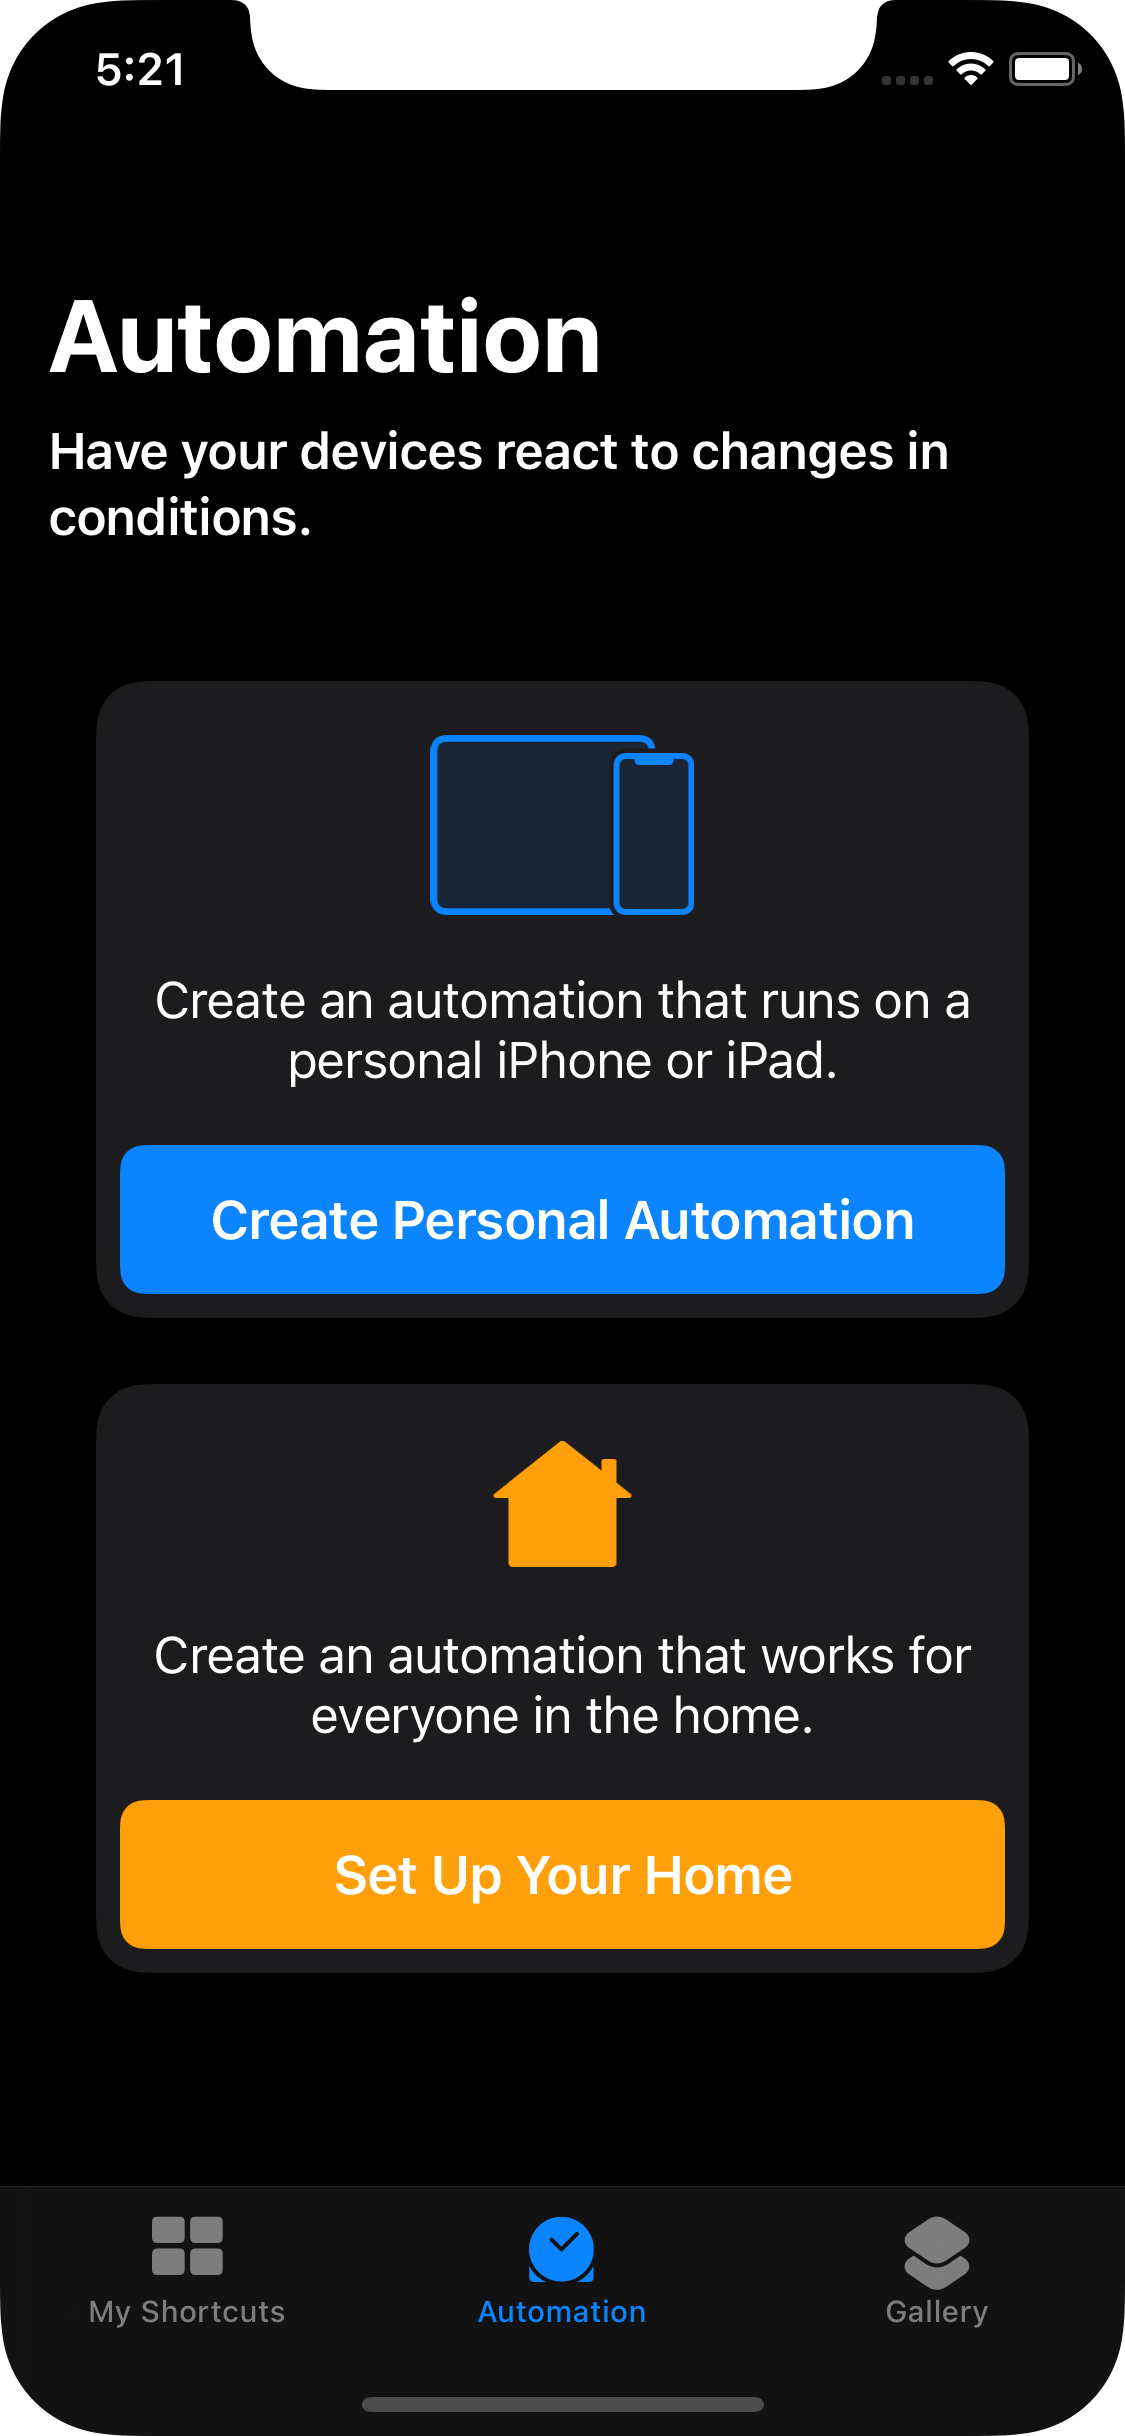 5:21
Automation
Have your devices react to changes in
conditions.
Create an automation that runs on a
personal iPhone or iPad.
Create Personal Automation
Create an automation that works for
everyone in the home.
Set Up Your Home
My Shortcuts
Automation
Gallery